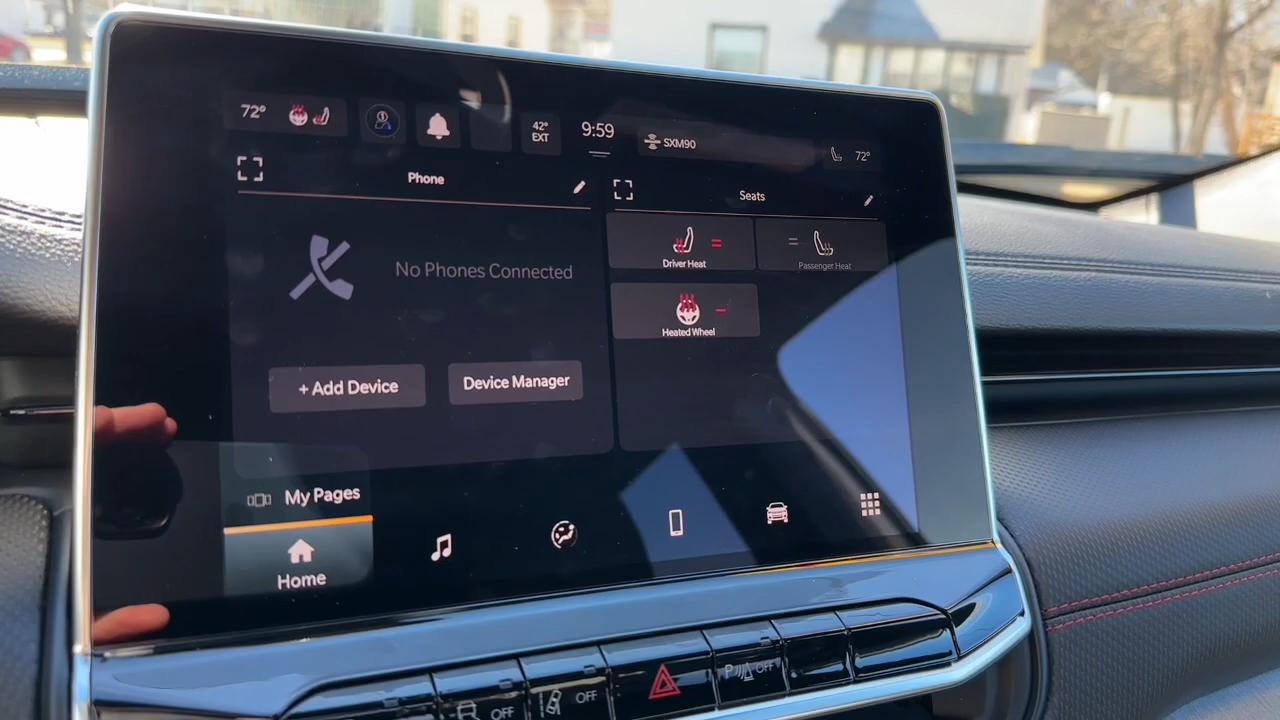 72°
42°
EXT
9:59
SXM90
72°
Phone
Seats
No Phones Connected
Driver Heat
Passenger Heat
Heated Wheel
+ Add Device
Device Manager
My Pages
Home
OFF
OFF
P OFF